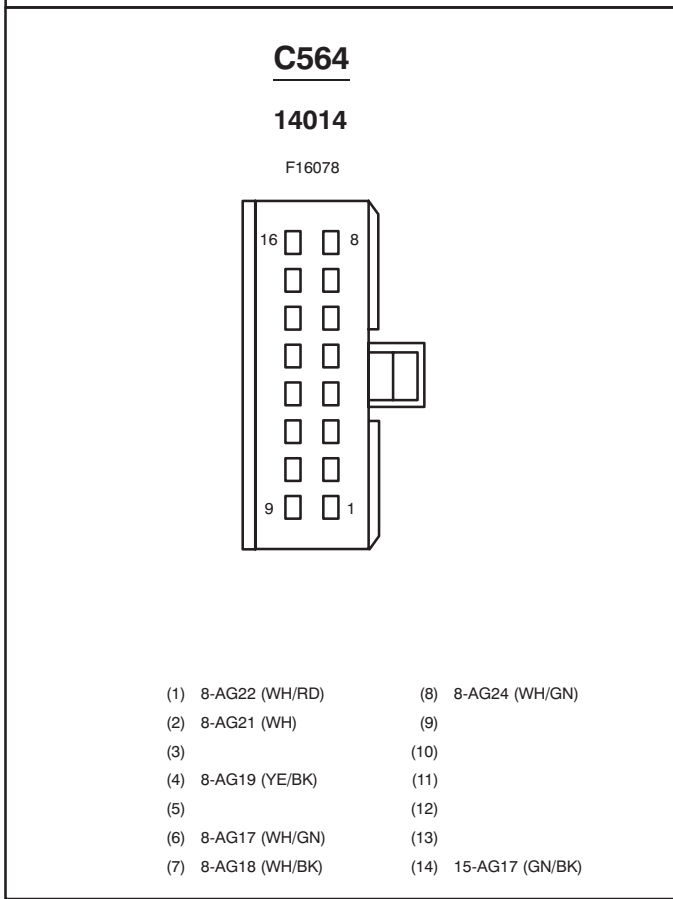 C564
14014
F16078
16 8
9 1
(1) 8-AG22 (WH/RD)
(2) 8-AG21 (WH)
(3)
(4) 8-AG19 (YE/BK)
(5)
(6) 8-AG17 (WH/GN)
(7) 8-AG18 (WH/BK)
(8) 8-AG24 (WH/GN)
(9)
(10)
(11)
(12)
(13)
(14) 15-AG17 (GN/BK)